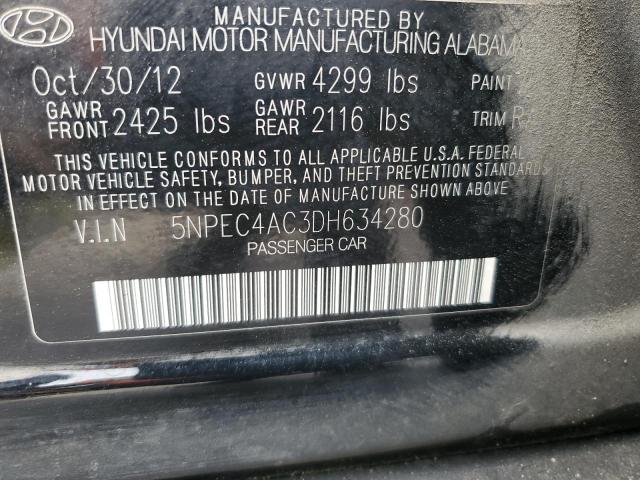 MANUFACTURED BY
HYUNDAI MOTOR MANUFACTURING ALABAMA
Oct/30/12 GVWR 4299 lbs PAINT
GAWR FRONT 2425 lbs GAWR REAR 2116 lbs TRIM
THIS VEHICLE CONFORMS TO ALL APPLICABLE U.S.A. FEDERAL
MOTOR VEHICLE SAFETY, BUMPER, AND THEFT PREVENTION STANDARDS
IN EFFECT ON THE DATE OF MANUFACTURE SHOWN ABOVE
V.I.N 5NPEC4AC3DH634280
PASSENGER CAR